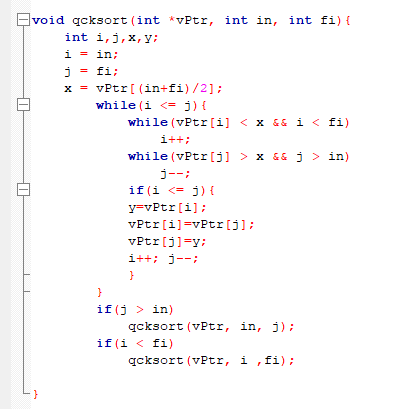 void qcksort(int *vPtr, int in, int fi){
int i,j,x,y;
i = in;
j = fi;
x = vPtr[(in+fi)/2];
while(i <= j){
while(vPtr[i] < x && i < fi)
i++;
while(vPtr[j] > x && j > in)
j--;
if(i <= j){
y=vPtr[i];
vPtr[i]=vPtr[j];
vPtr[j]=y;
i++; j--;
}
}
if(j > in)
qcksort(vPtr, in, j);
if(i < fi)
qcksort(vPtr, i ,fi);
}